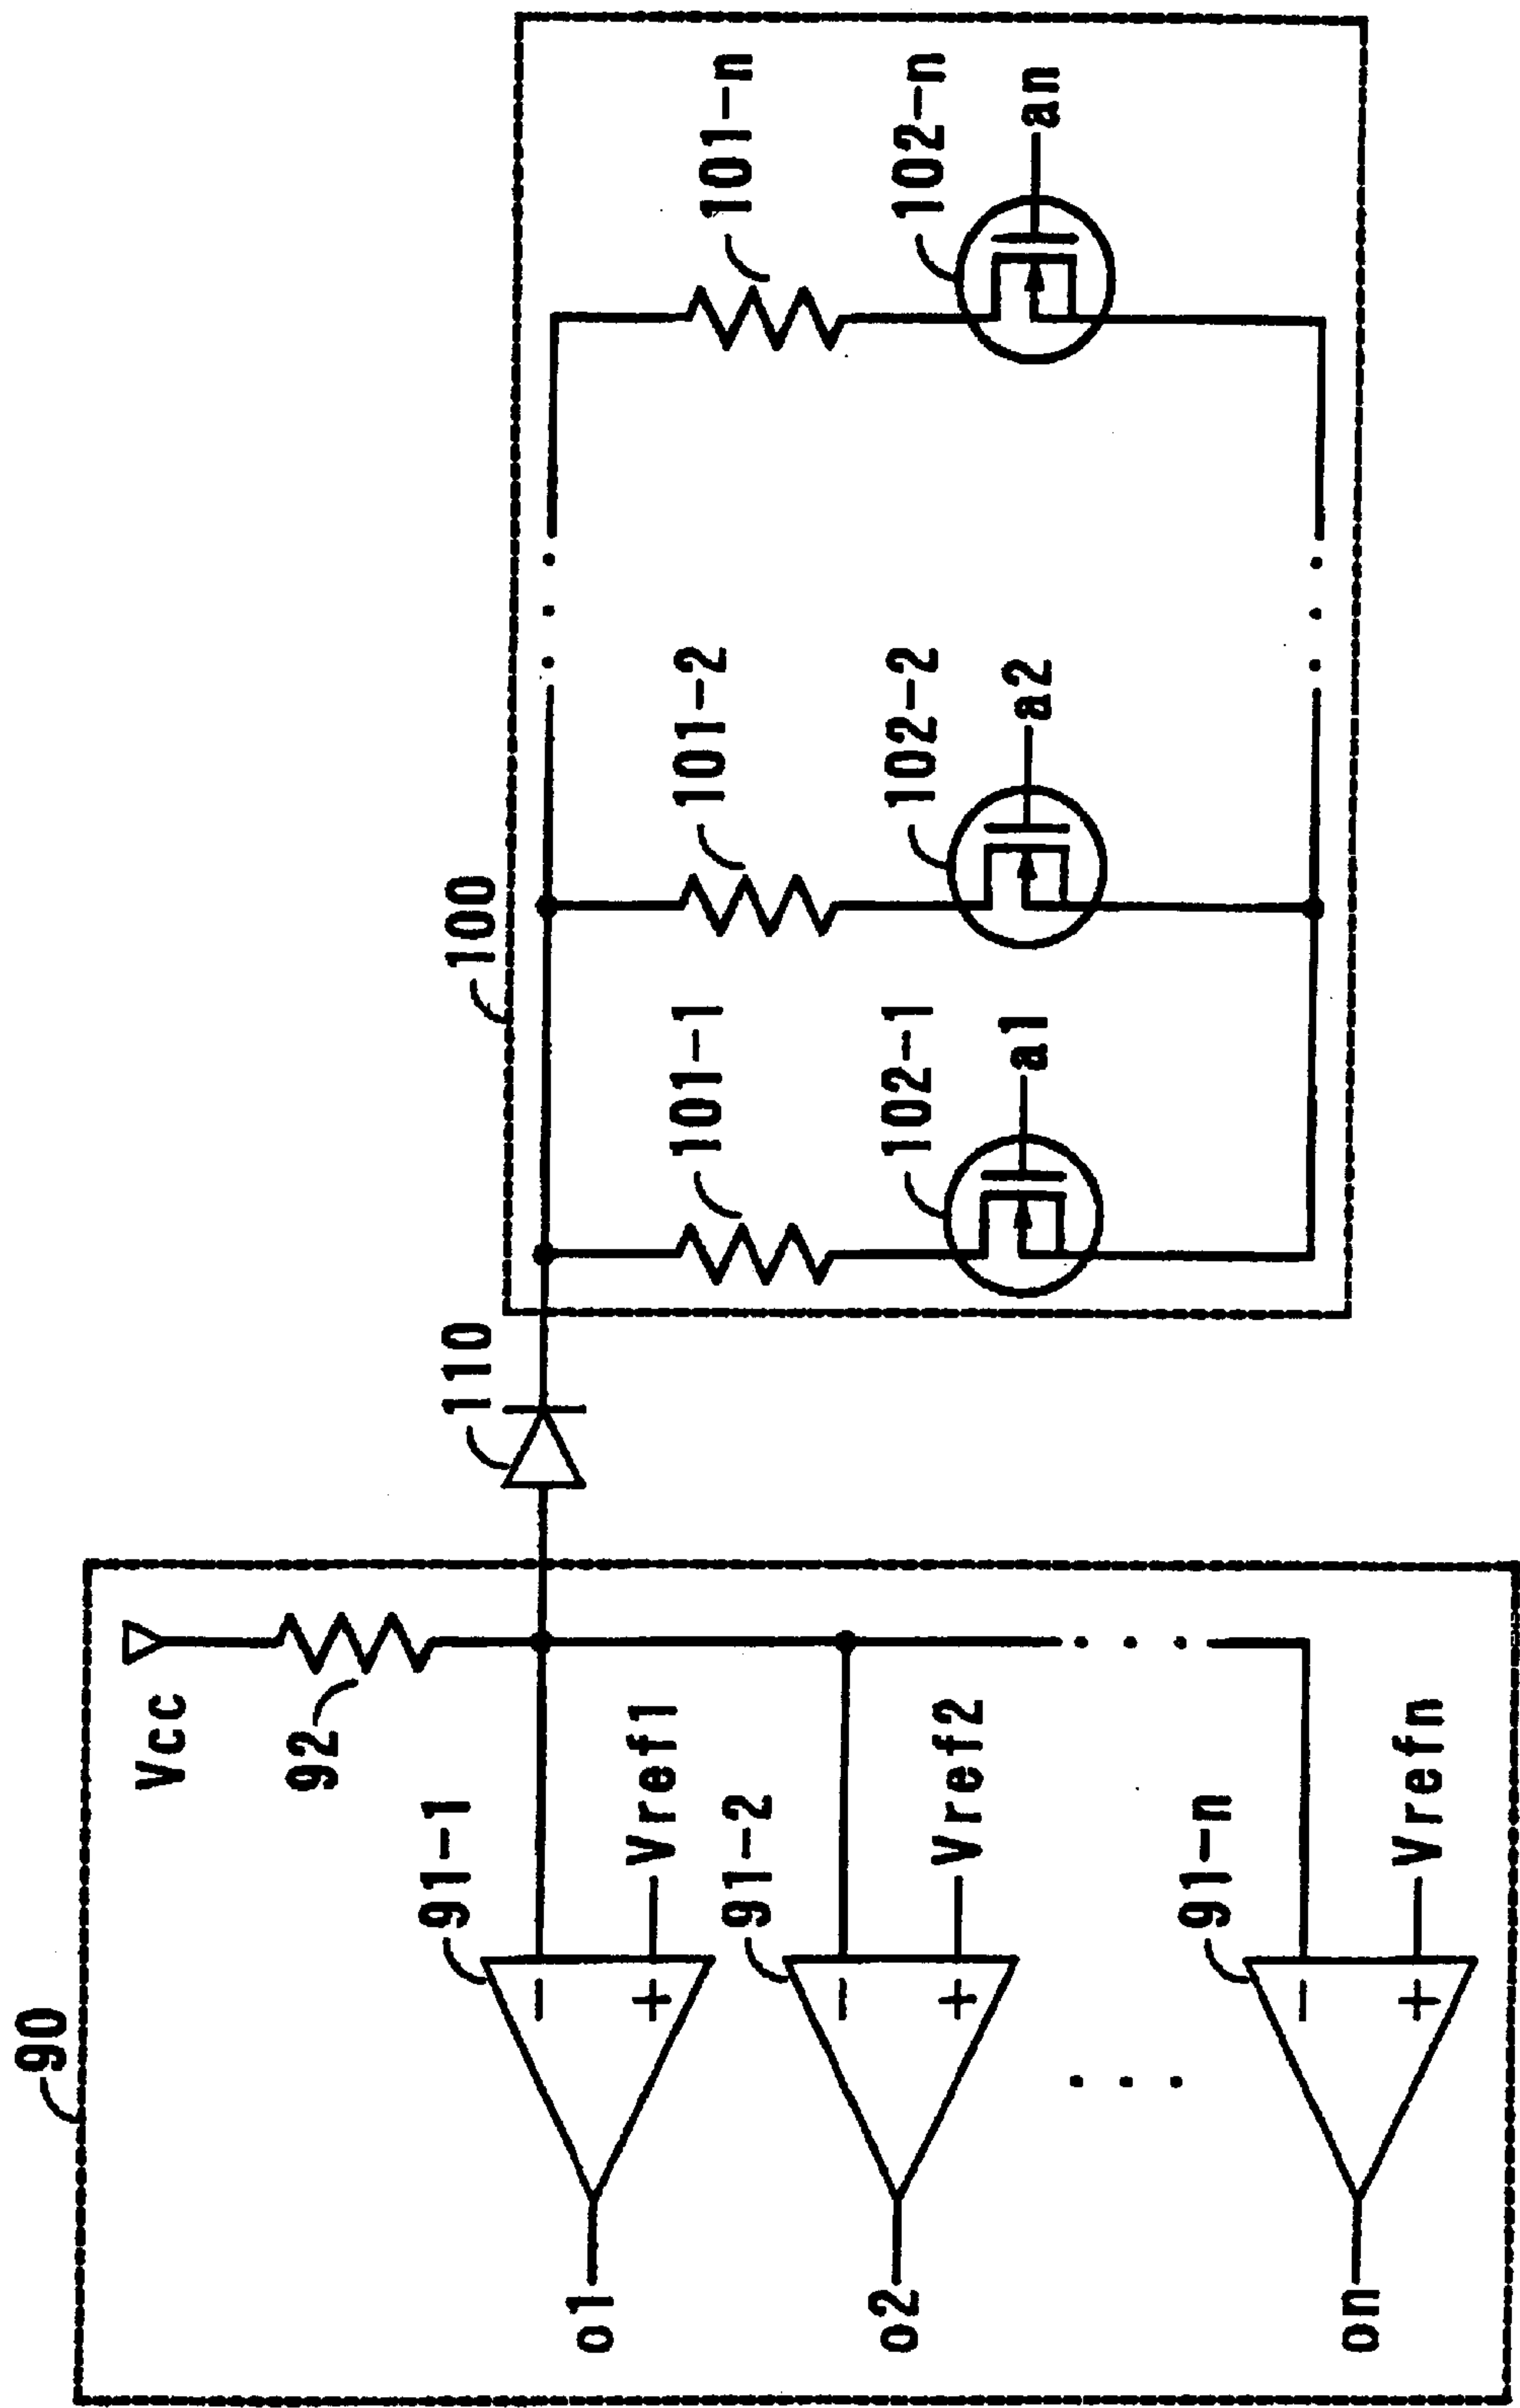 90
Vcc
92
91-1
Vref1
-
+
o1
91-2
Vref2
-
+
o2
91-n
Vrefn
-
+
on
110
100
101-1
102-1
a1
101-2
102-2
a2
101-n
102-n
an